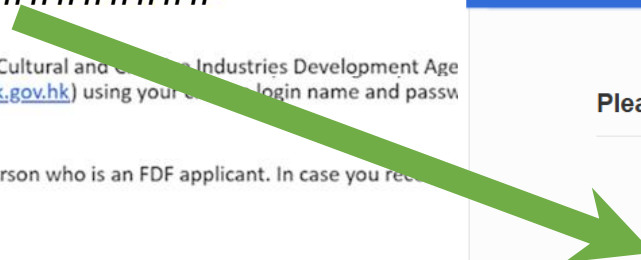 Cultural and Industries Development Age
k.gov.hk) using your login name and passw
Plea
rson who is an FDF applicant. In case you